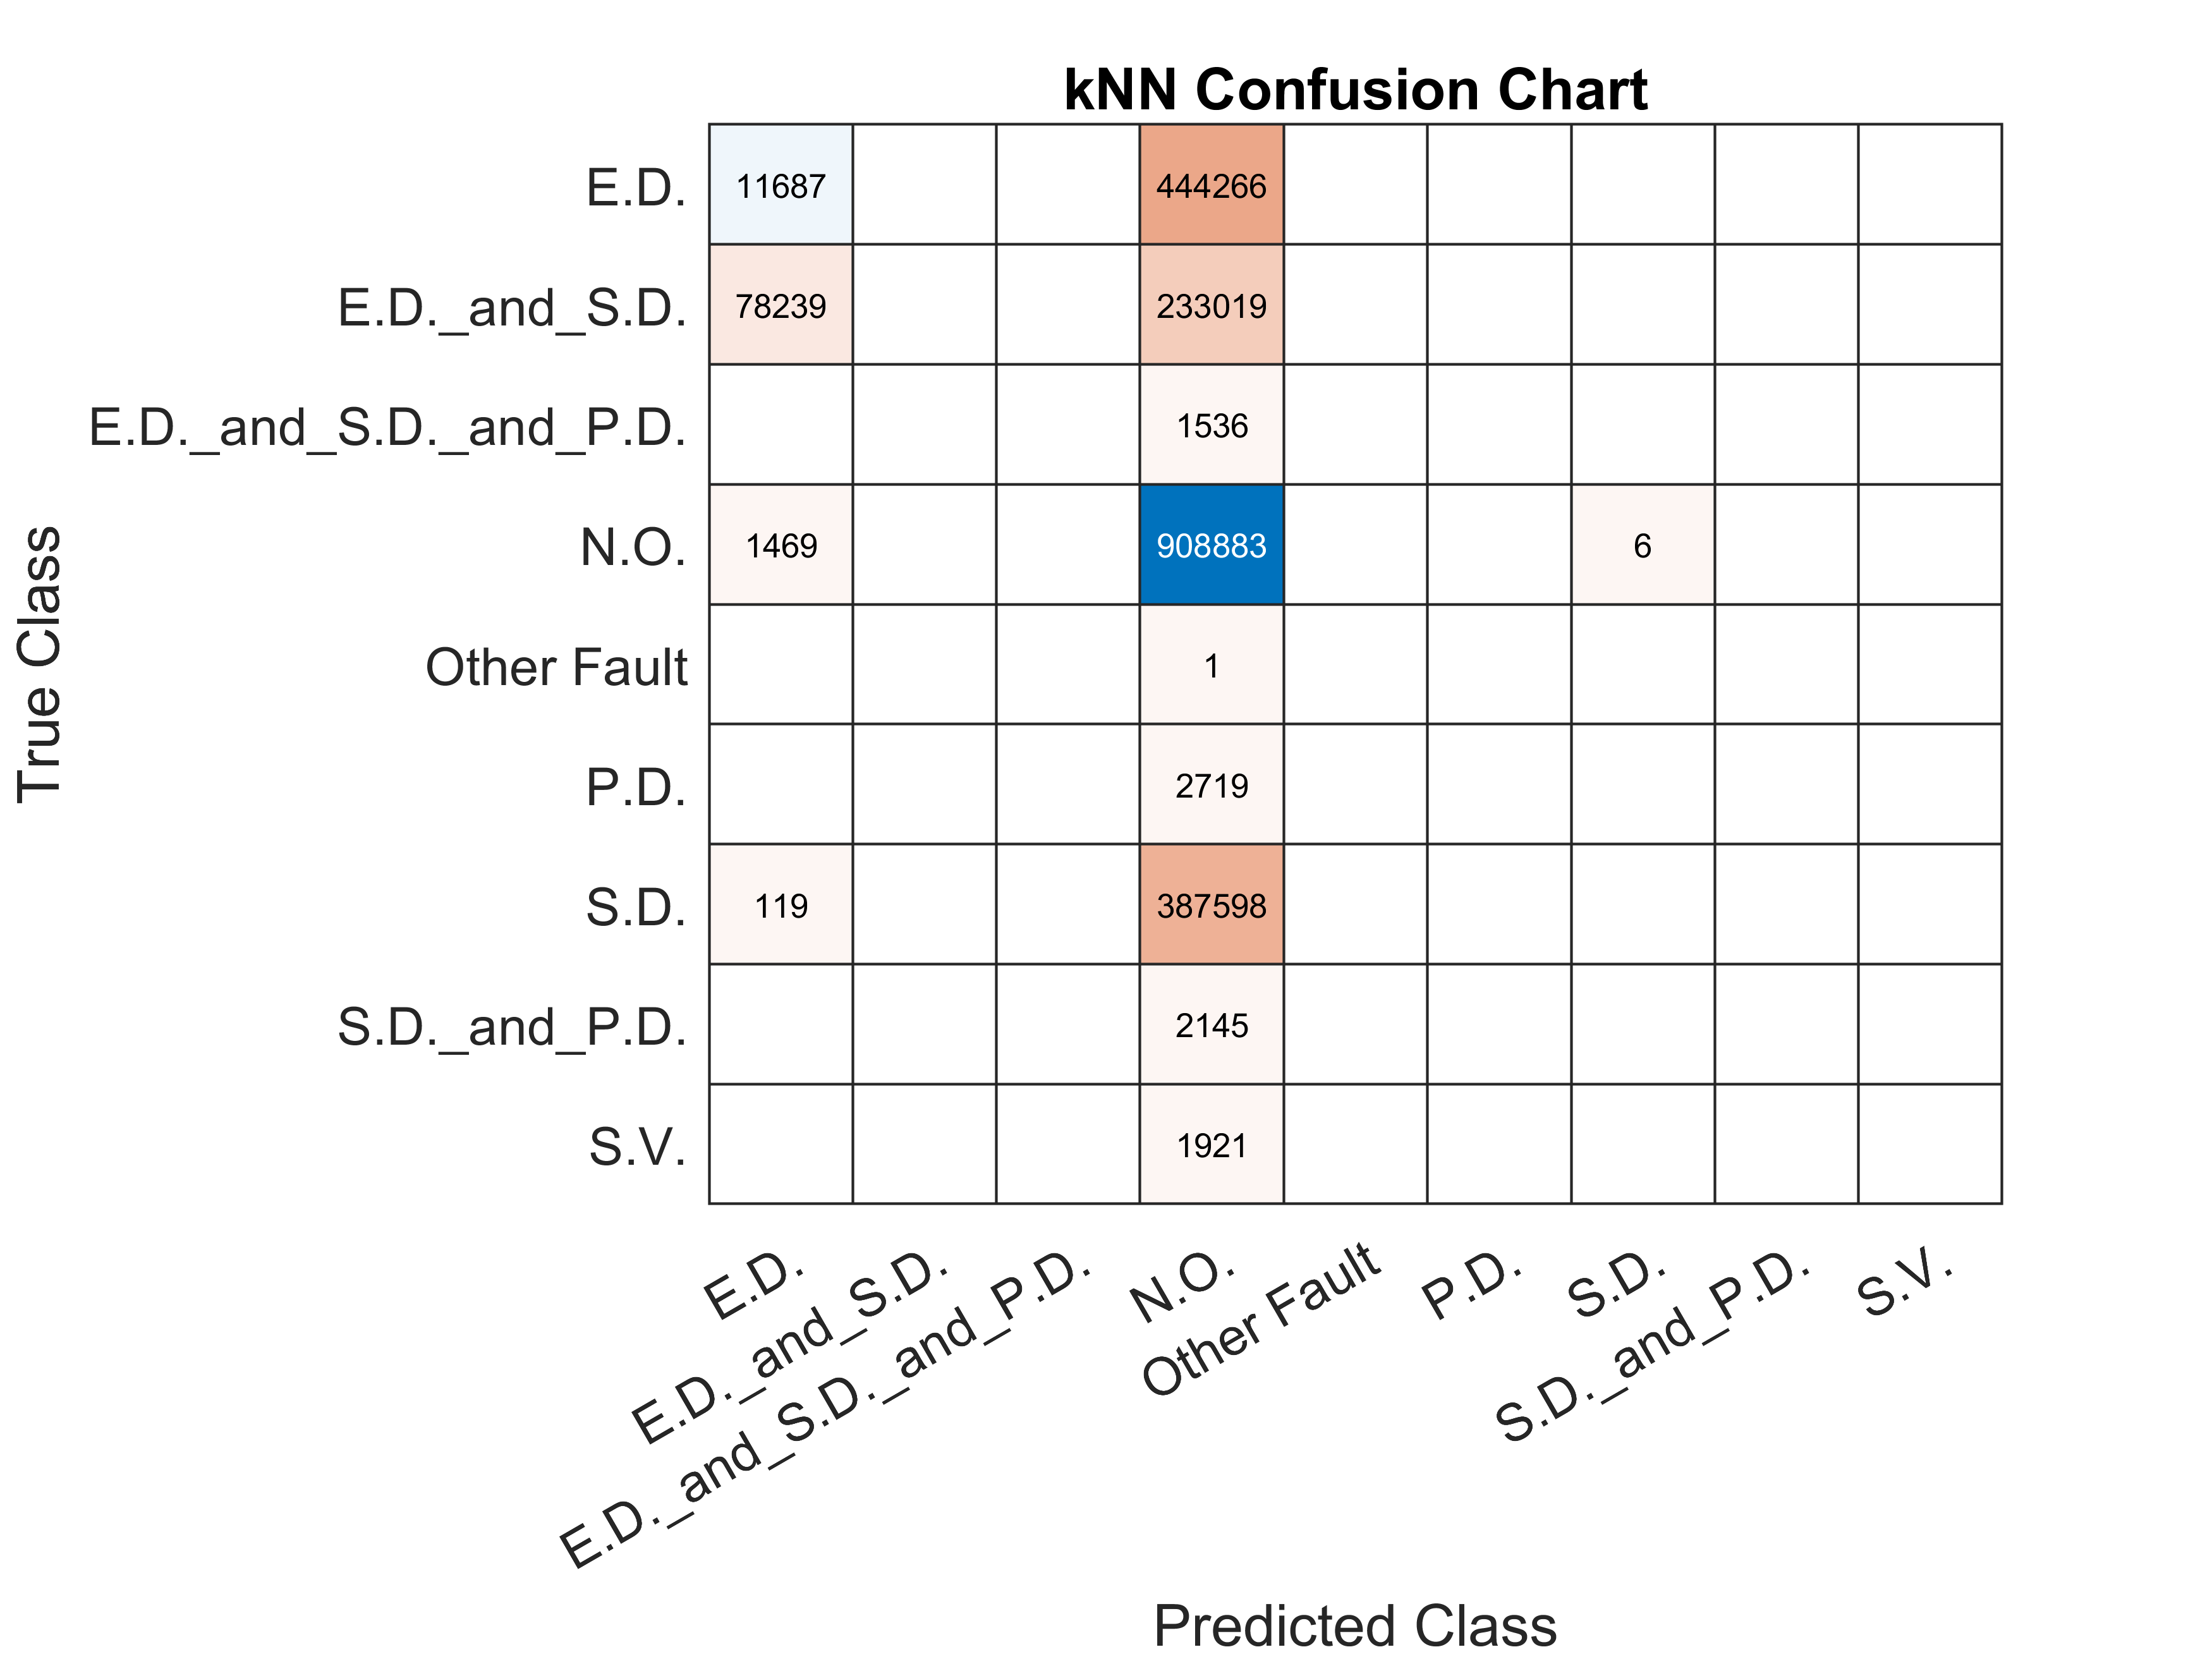 kNN Confusion Chart
E.D. 11687 444266
E.D._and_S.D. 78239 233019
E.D._and_S.D._and_P.D. 1536
N.O. 1469 908883 6
Other Fault 1
P.D. 2719
S.D. 119 387598
S.D._and_P.D. 2145
S.V. 1921
True Class
E.D.
E.D._and_S.D.
E.D._and_S.D._and_P.D.
N.O.
Other Fault
P.D.
S.D.
S.D._and_P.D.
S.V.
Predicted Class